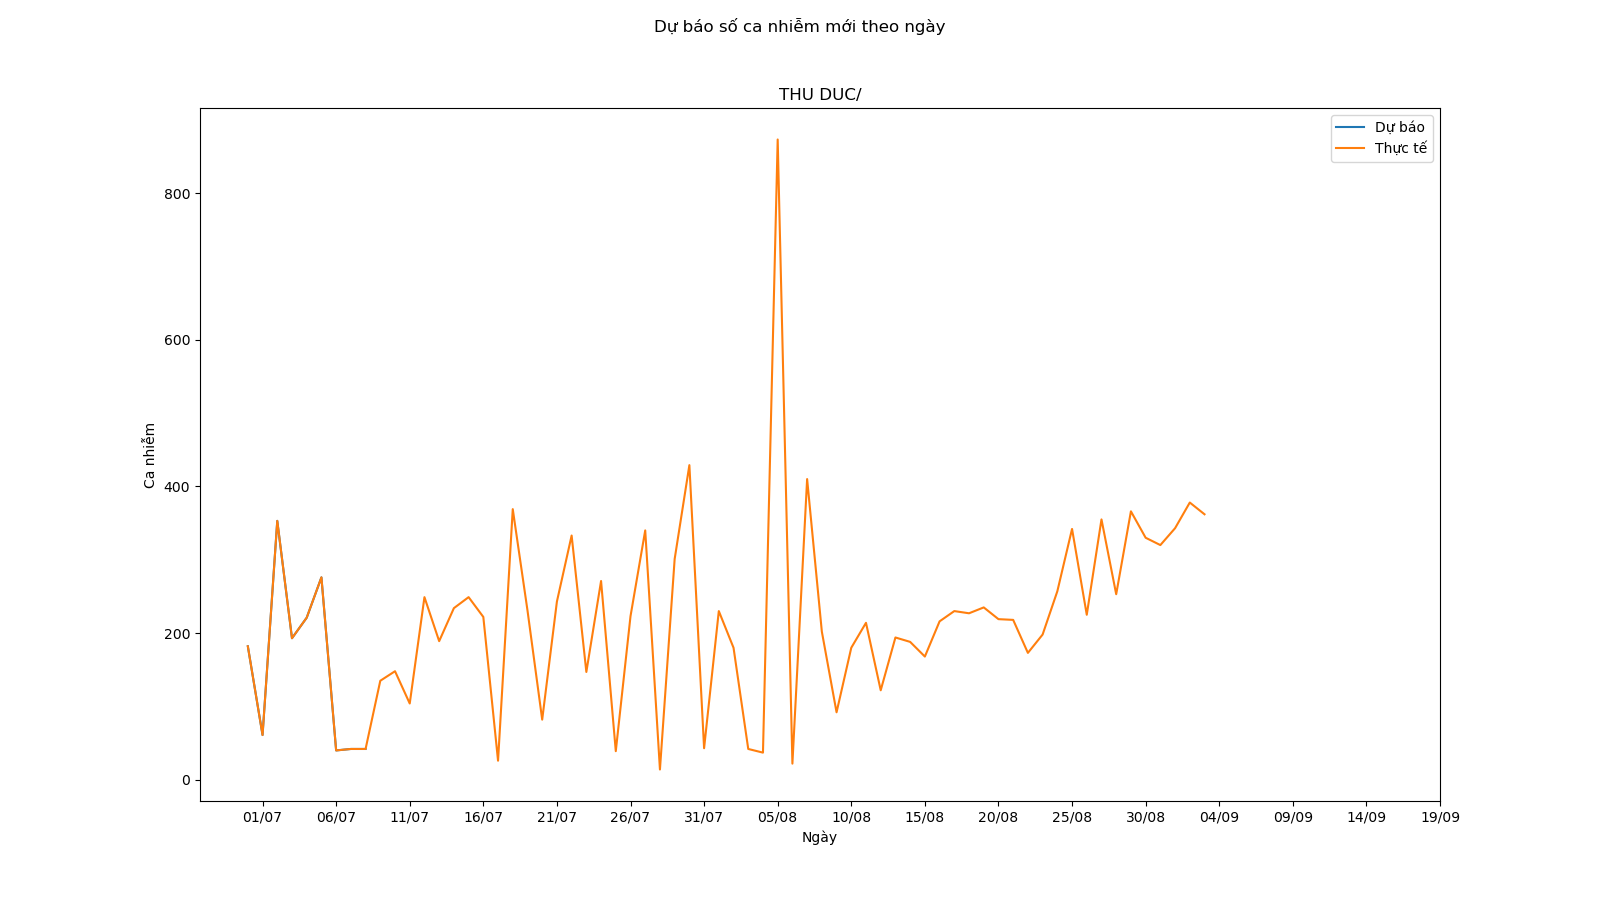 Dự báo số ca nhiễm mới theo ngày
THU DUC/
Dự báo
Thực tế
800
600
400
200
0
Ca nhiễm
01/07 06/07 11/07 16/07 21/07 26/07 31/07 05/08 10/08 15/08 20/08 25/08 30/08 04/09 09/09 14/09 19/09
Ngày